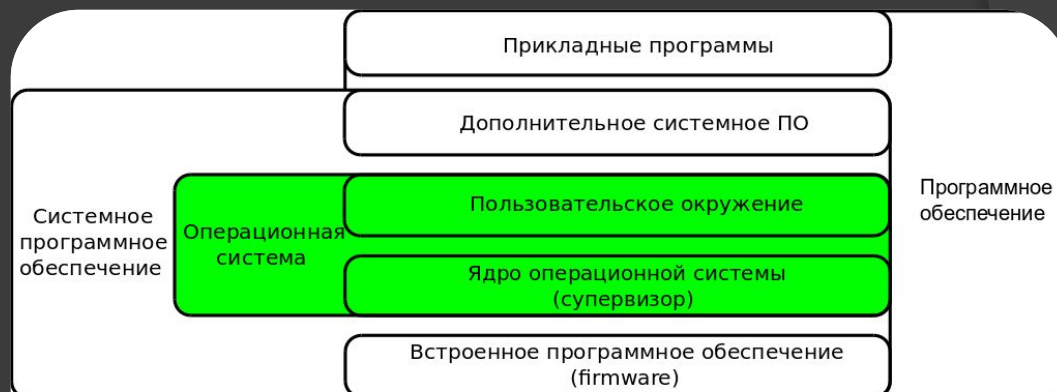 Прикладные программы
Дополнительное системное ПО
Пользовательское окружение
Ядро операционной системы
(супервизор)
Встроенное программное обеспечение
(firmware)
Операционная
система
Системное
программное
обеспечение
Программное
обеспечение